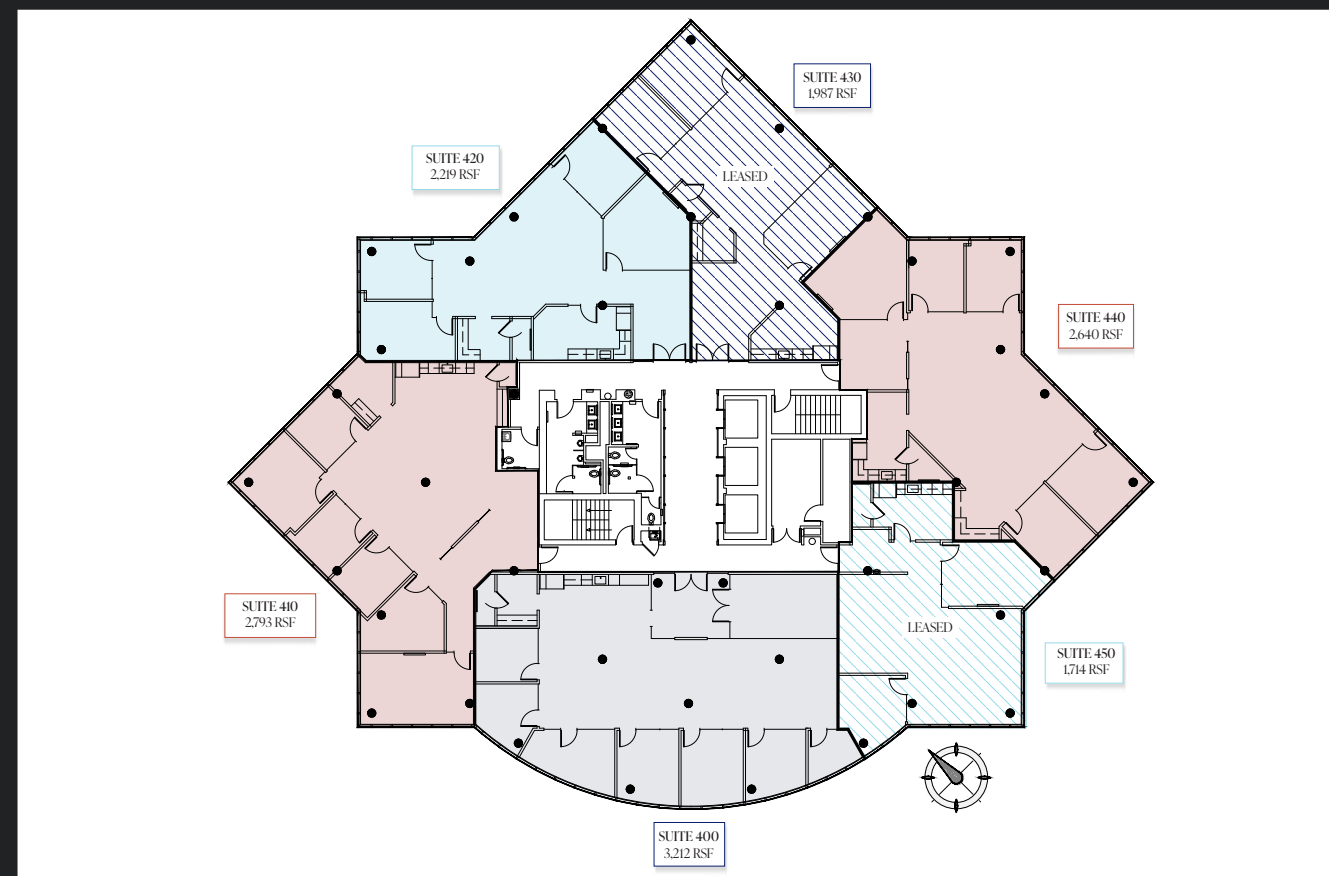 SUITE 430
1,987 RSF
SUITE 420
2,219 RSF
LEASED
SUITE 440
2,640 RSF
SUITE 410
2,793 RSF
LEASED
SUITE 450
1,714 RSF
SUITE 400
3,212 RSF